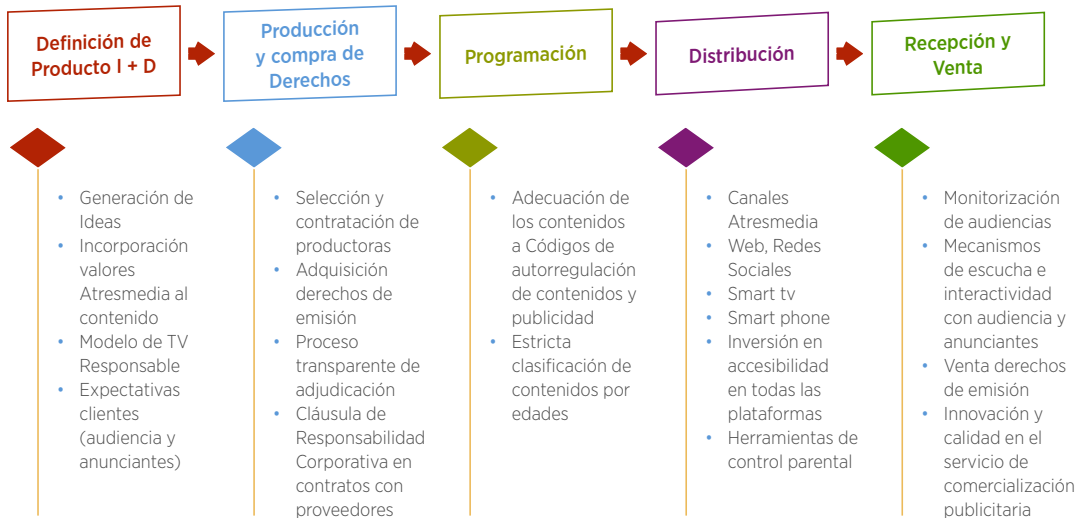 Definición de
Producto I + D
Producción
y compra de
Derechos
Programación
Distribución
Recepción y
Venta
• Generación de
Ideas
• Incorporación
valores
Atresmedia al
contenido
• Modelo de TV
Responsable
• Expectativas
clientes
(audiencia y
anunciantes)
• Selección y
contratación de
productoras
• Adquisición
derechos de
emisión
• Proceso
transparente de
adjudicación
• Cláusula de
Responsabilidad
Corporativa en
contratos con
proveedores
• Adecuación de
los contenidos
a Códigos de
autorregulación
de contenidos y
publicidad
• Estricta
clasificación de
contenidos por
edades
• Canales
Atresmedia
• Web, Redes
Sociales
• Smart tv
• Smart phone
• Inversión en
accesibilidad
en todas las
plataformas
• Herramientas de
control parental
• Monitorización
de audiencias
• Mecanismos
de escucha e
interactividad
con audiencia y
anunciantes
• Venta derechos
de emisión
• Innovación y
calidad en el
servicio de
comercialización
publicitaria